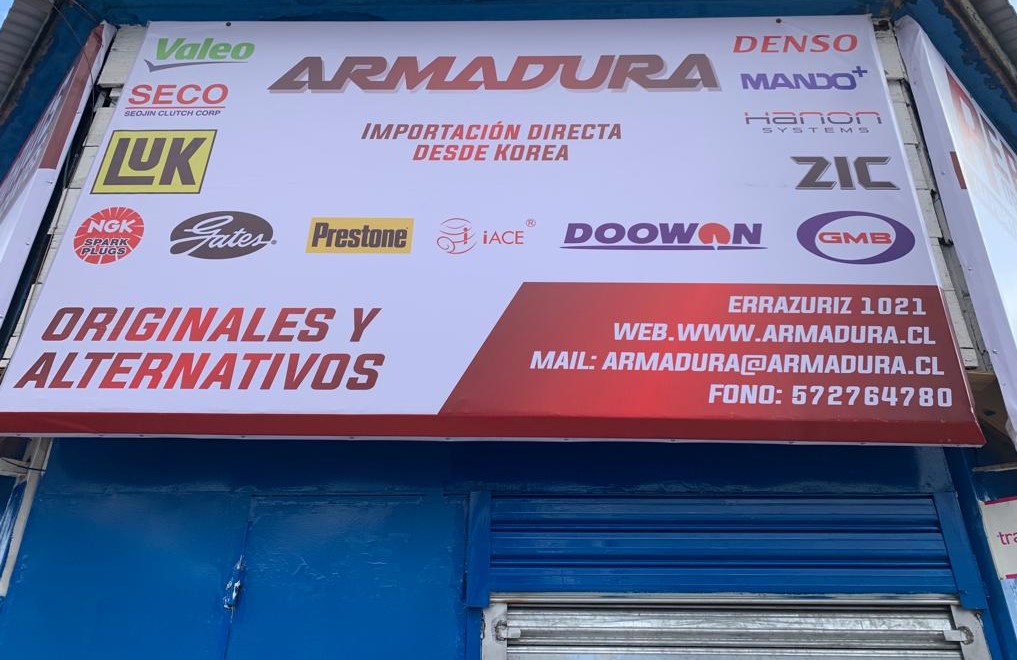 Valeo
SECO
SEOJIN CLUTCH CORP
LUK
ARMADURA
IMPORTACIÓN DIRECTA
DESDE KOREA
DENSO
MANDO+
Hanon
SYSTEMS
ZIC
NGK
SPARK
PLUGS
Gates®
Prestone
iACE®
DOOWON
GMB
ORIGINALES Y
ALTERNATIVOS
ERRAZURIZ 1021
WEB.WWW.ARMADURA.CL
MAIL: ARMADURA@ARMADURA.CL
FONO: 572764780
tra